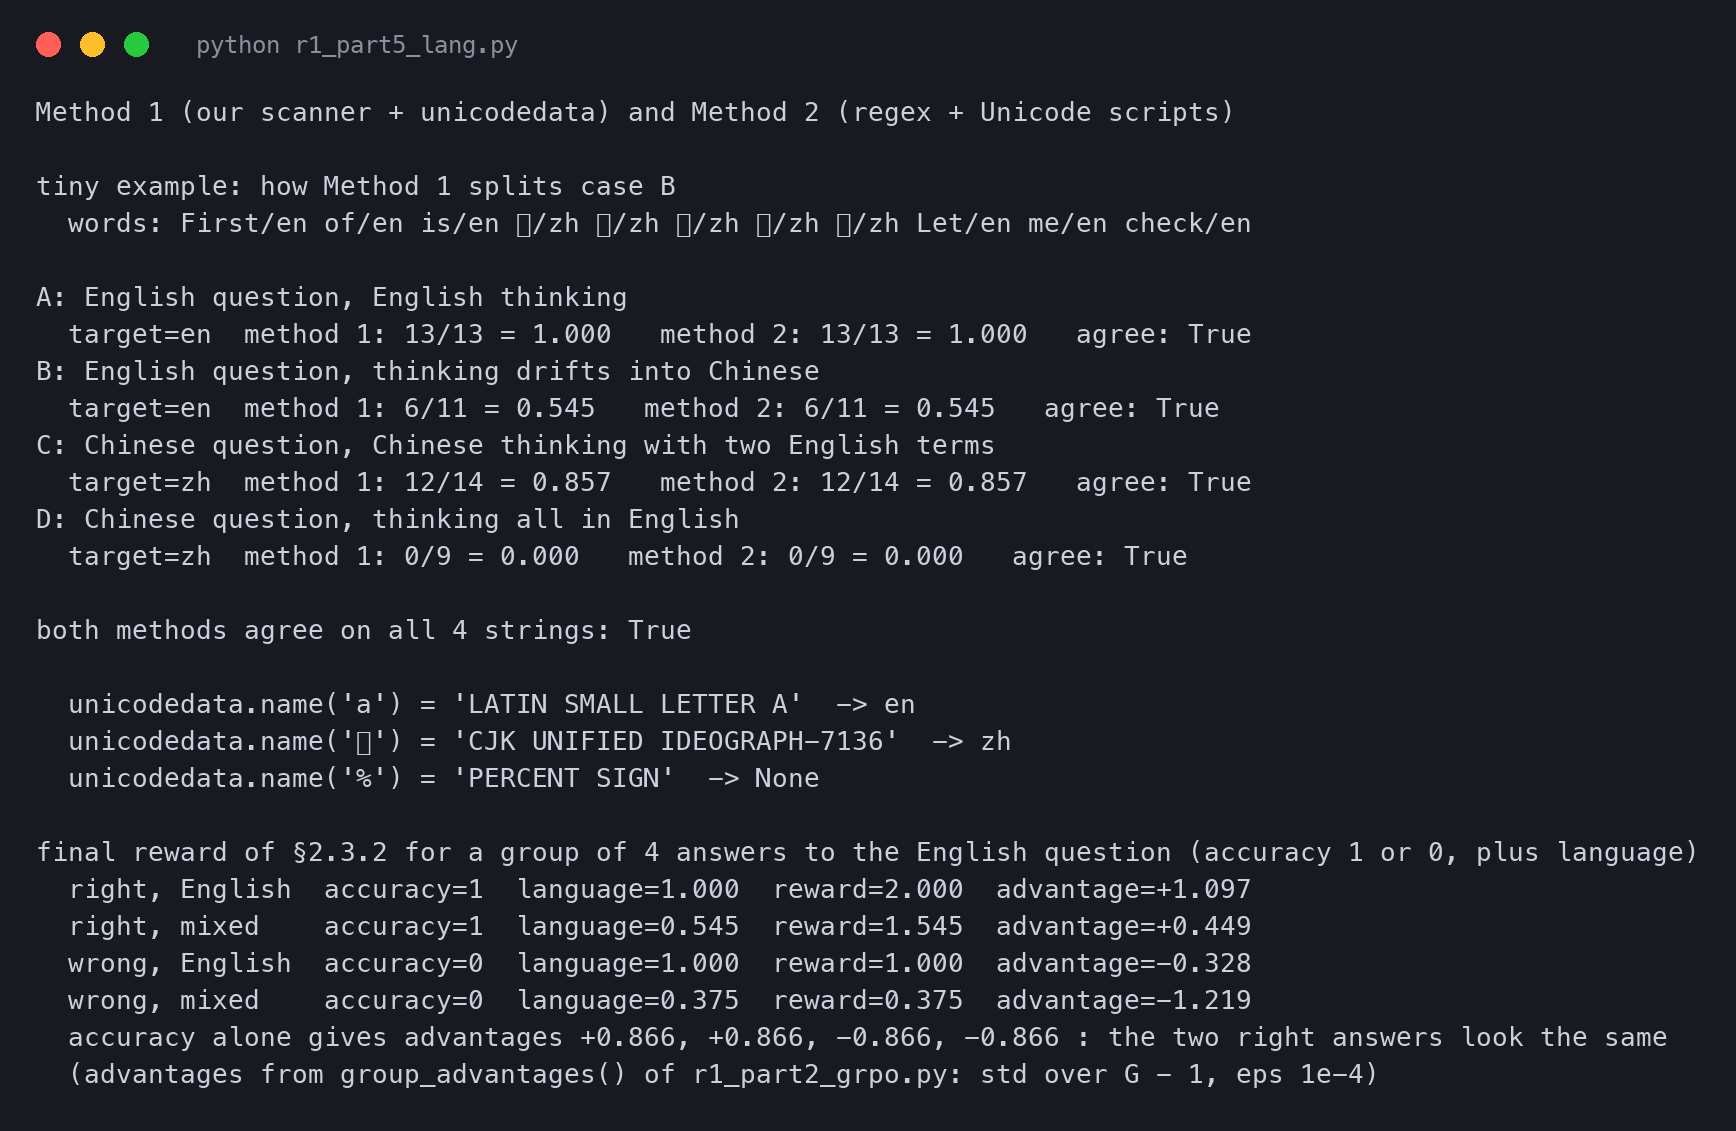 python r1_part5_lang.py
Method 1 (our scanner + unicodedata) and Method 2 (regex + Unicode scripts)
tiny example: how Method 1 splits case B
words: First/en of/en is/en ▯/zh ▯/zh ▯/zh ▯/zh ▯/zh Let/en me/en check/en
A: English question, English thinking
target=en method 1: 13/13 = 1.000 method 2: 13/13 = 1.000 agree: True
B: English question, thinking drifts into Chinese
target=en method 1: 6/11 = 0.545 method 2: 6/11 = 0.545 agree: True
C: Chinese question, Chinese thinking with two English terms
target=zh method 1: 12/14 = 0.857 method 2: 12/14 = 0.857 agree: True
D: Chinese question, thinking all in English
target=zh method 1: 0/9 = 0.000 method 2: 0/9 = 0.000 agree: True
both methods agree on all 4 strings: True
unicodedata.name('a') = 'LATIN SMALL LETTER A' −> en
unicodedata.name('▯') = 'CJK UNIFIED IDEOGRAPH−7136' −> zh
unicodedata.name('%') = 'PERCENT SIGN' −> None
final reward of §2.3.2 for a group of 4 answers to the English question (accuracy 1 or 0, plus language)
right, English accuracy=1 language=1.000 reward=2.000 advantage=+1.097
right, mixed accuracy=1 language=0.545 reward=1.545 advantage=+0.449
wrong, English accuracy=0 language=1.000 reward=1.000 advantage=−0.328
wrong, mixed accuracy=0 language=0.375 reward=0.375 advantage=−1.219
accuracy alone gives advantages +0.866, +0.866, −0.866, −0.866 : the two right answers look the same
(advantages from group_advantages() of r1_part2_grpo.py: std over G − 1, eps 1e−4)